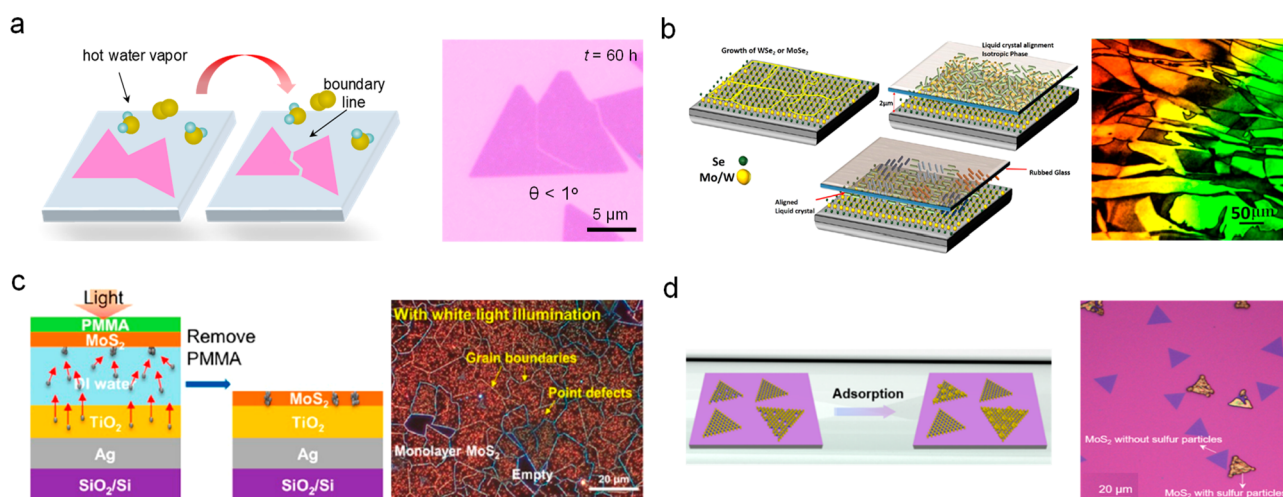 a
hot water vapor
boundary
line
t = 60 h
θ < 1°
5 μm
b
Growth of WSe₂ or MoSe₂
Liquid crystal alignment
Isotropic Phase
2μm
Se
Mo/W
Rubbed Glass
Aligned
Liquid crystal
50μm
c
Light
PMMA
MoS₂
DI water
TiO₂
Ag
SiO₂/Si
Remove
PMMA
MoS₂
TiO₂
Ag
SiO₂/Si
With white light illumination
Grain boundaries
Point defects
Monolayer MoS₂
Empty
20 μm
d
Adsorption
MoS₂ without sulfur particles
20 μm
MoS₂ with sulfur particles